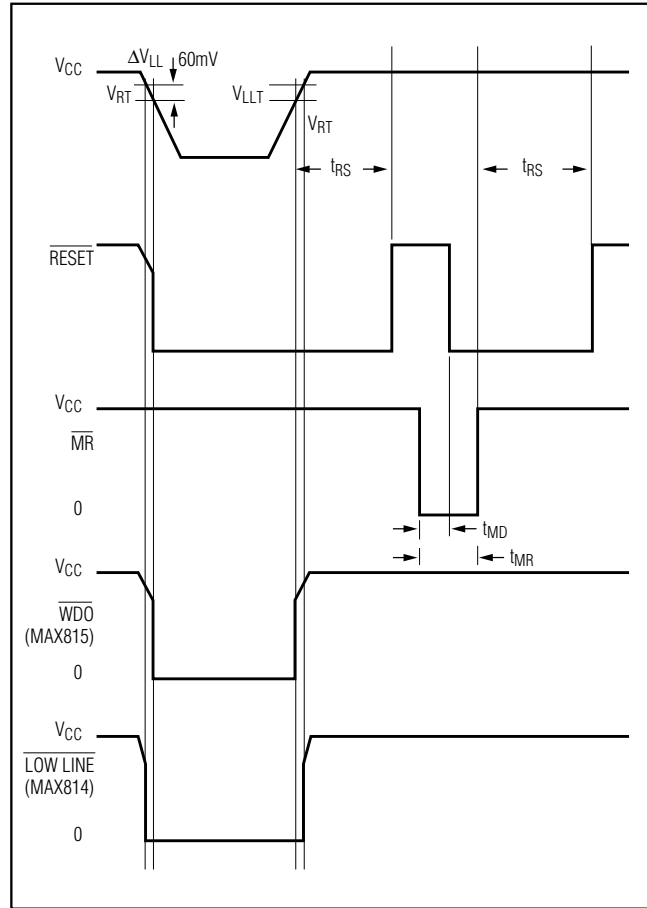 ΔVLL 60mV
VCC
VRT VLLT
VRT
tRS tRS
RESET
VCC
MR
0
tMD
tMR
VCC
WDO
(MAX815)
0
VCC
LOW LINE
(MAX814)
0